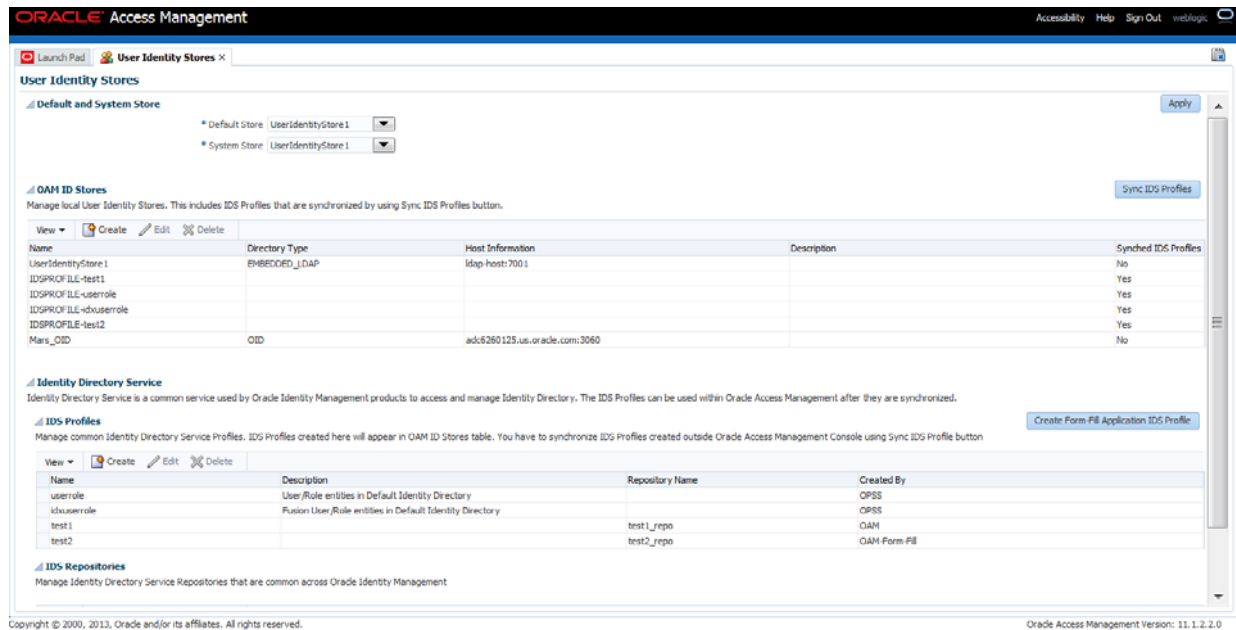 ORACLE® Access Management
Accessibility Help Sign Out weblogic
Launch Pad User Identity Stores ×
User Identity Stores
Default and System Store
Apply
* Default Store UserIdentityStore1
* System Store UserIdentityStore1
OAM ID Stores
Sync IDS Profiles
Manage local User Identity Stores. This includes IDS Profiles that are synchronized by using Sync IDS Profiles button.
View Create Edit Delete
Name Directory Type Host Information Description Synched IDS Profiles
UserIdentityStore1 EMBEDDED_LDAP ldap-host:7001 No
IDSPROFILE-test1 Yes
IDSPROFILE-userrole Yes
IDSPROFILE-idxuserrole Yes
IDSPROFILE-test2 Yes
Mars_OID OID adc6260125.us.oracle.com:3060 No
Identity Directory Service
Identity Directory Service is a common service used by Oracle Identity Management products to access and manage Identity Directory. The IDS Profiles can be used within Oracle Access Management after they are synchronized.
IDS Profiles
Create Form-Fill Application IDS Profile
Manage common Identity Directory Service Profiles. IDS Profiles created here will appear in OAM ID Stores table. You have to synchronize IDS Profiles created outside Oracle Access Management Console using Sync IDS Profile button
View Create Edit Delete
Name Description Repository Name Created By
userrole User/Role entities in Default Identity Directory OPSS
idxuserrole Fusion User/Role entities in Default Identity Directory OPSS
test1 test1_repo OAM
test2 test2_repo OAM-Form-Fill
IDS Repositories
Manage Identity Directory Service Repositories that are common across Oracle Identity Management
Copyright © 2000, 2013, Oracle and/or its affiliates. All rights reserved.
Oracle Access Management Version: 11.1.2.2.0